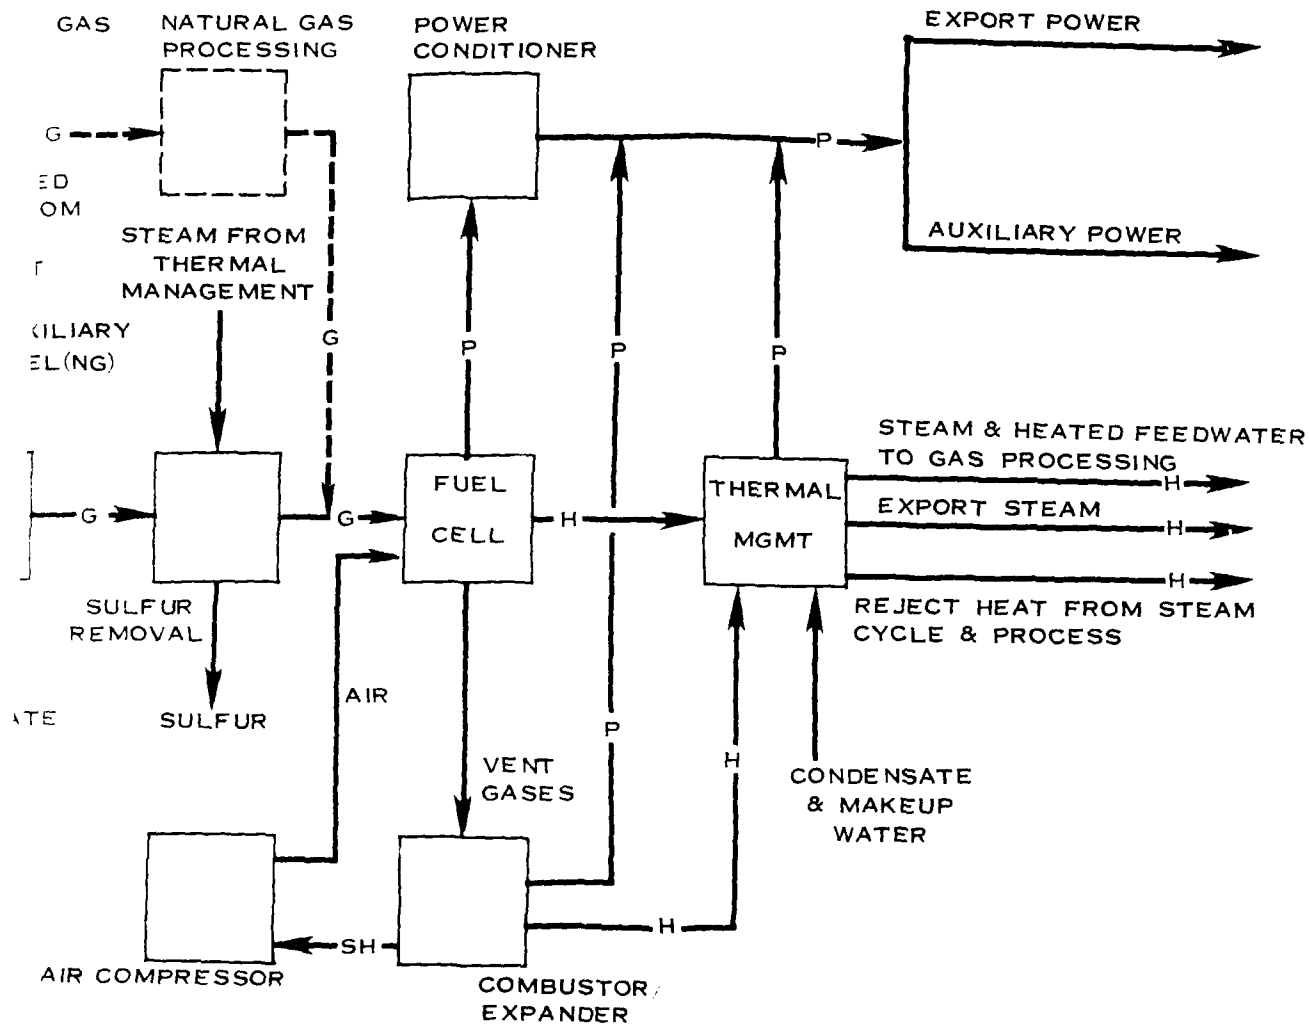 GAS
NATURAL GAS
PROCESSING
POWER
CONDITIONER
EXPORT POWER
G
P
OM
AUXILIARY POWER
STEAM FROM
THERMAL
MANAGEMENT
G
P
P
P
(NG)
STEAM & HEATED FEEDWATER
TO GAS PROCESSING
H
FUEL
CELL
THERMAL
MGMT
EXPORT STEAM
H
G
G
H
H
REJECT HEAT FROM STEAM
CYCLE & PROCESS
SULFUR
REMOVAL
AIR
SULFUR
P
H
VENT
GASES
CONDENSATE
& MAKEUP
WATER
H
SH
AIR COMPRESSOR
COMBUSTOR/
EXPANDER